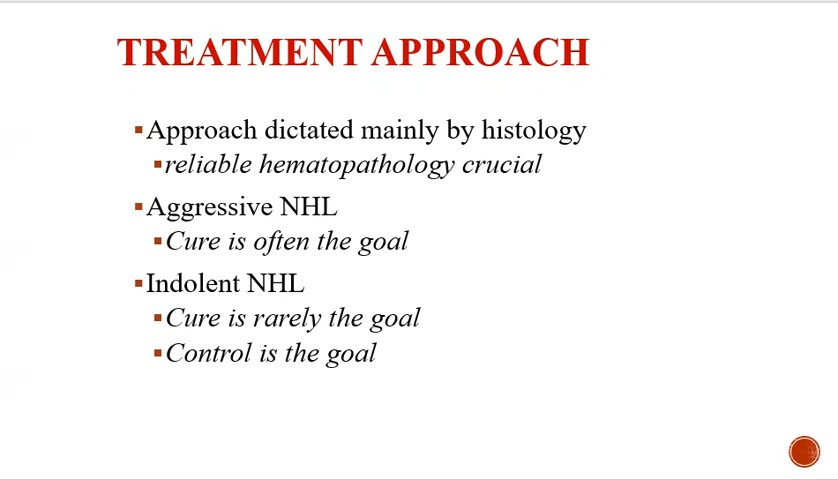 TREATMENT APPROACH
▪Approach dictated mainly by histology
▪reliable hematopathology crucial
▪Aggressive NHL
▪Cure is often the goal
▪Indolent NHL
▪Cure is rarely the goal
▪Control is the goal